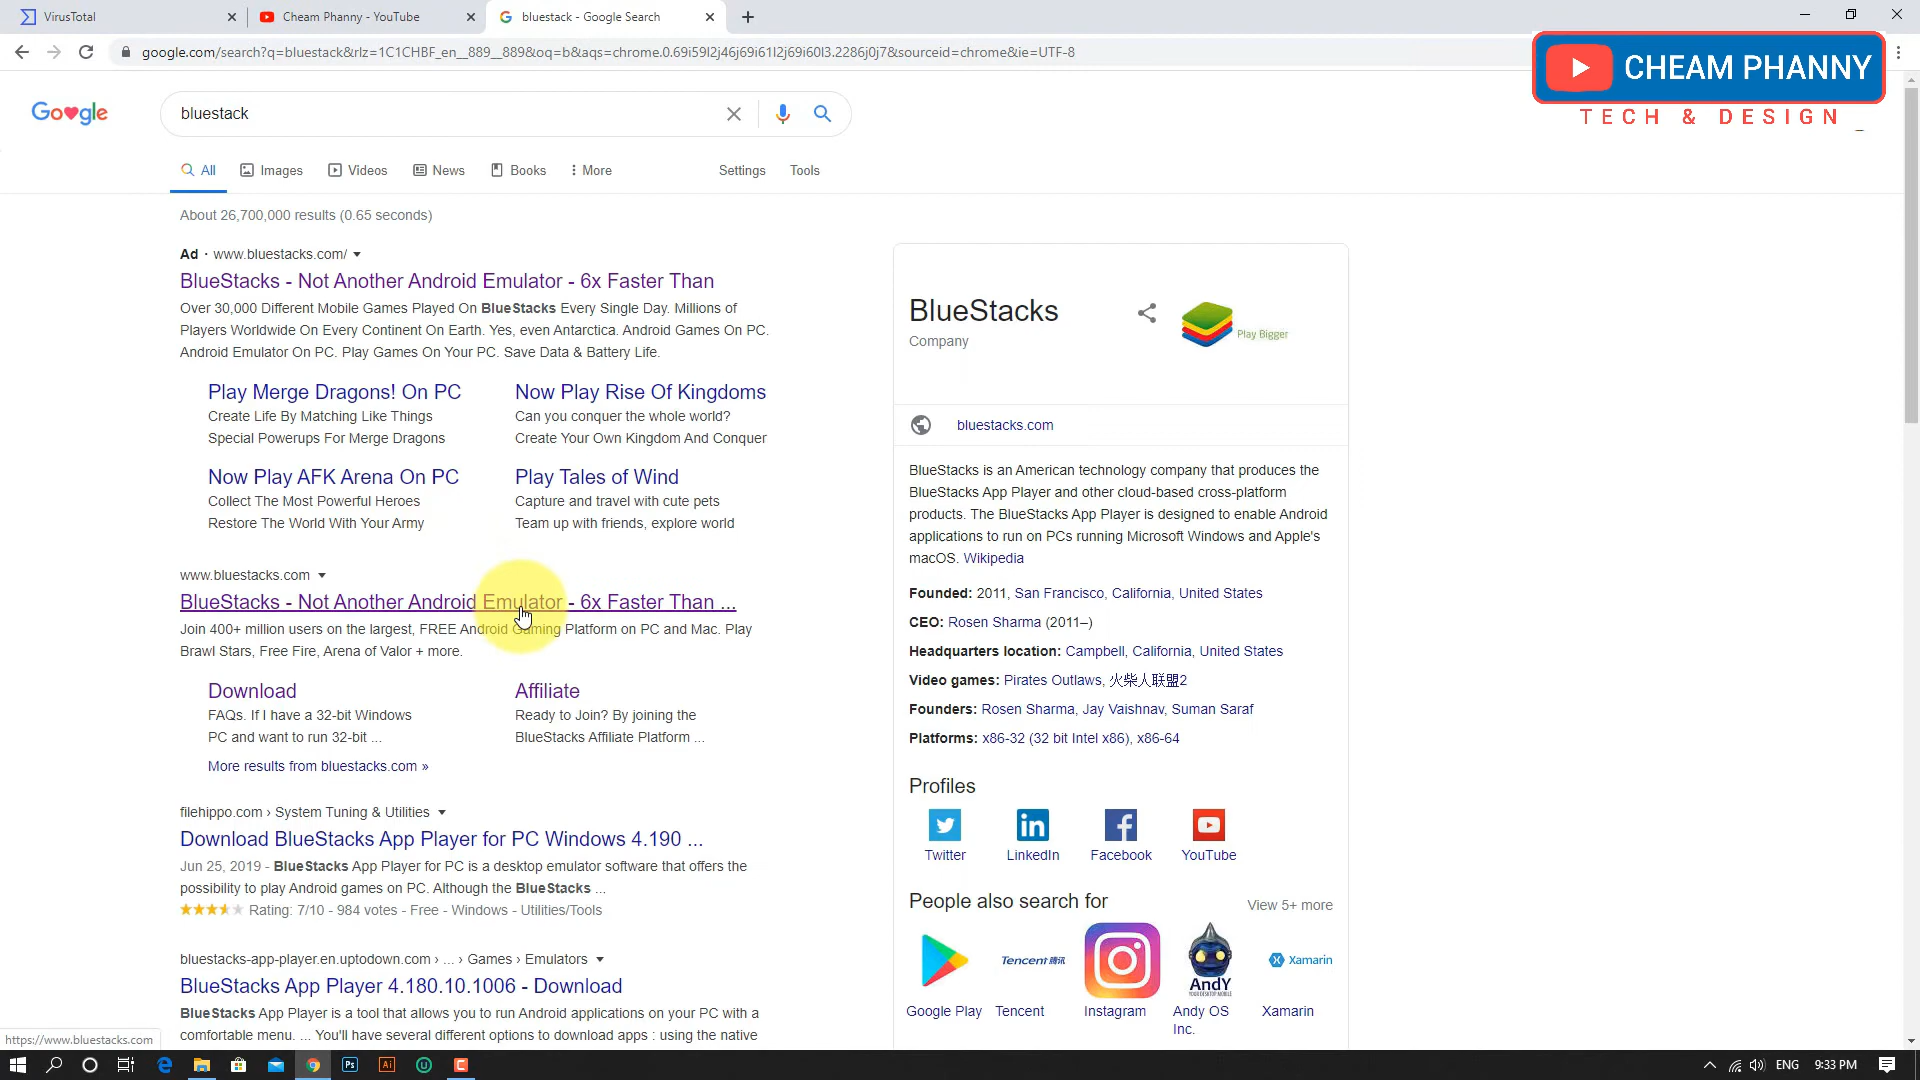 VirusTotal
Cheam Phanny - YouTube
bluestack - Google Search
google.com/search?q=bluestack&rlz=1C1CHBF_en__889__889&oq=b&aqs=chrome.0.69i59l2j46j69i61l2j69i60l3.2286j0j7&sourceid=chrome&ie=UTF-8
CHEAM PHANNY
TECH & DESIGN
Go gle
bluestack
All Images Videos News Books More Settings Tools
About 26,700,000 results (0.65 seconds)
Ad · www.bluestacks.com/
BlueStacks - Not Another Android Emulator - 6x Faster Than
Over 30,000 Different Mobile Games Played On BlueStacks Every Single Day. Millions of
Players Worldwide On Every Continent On Earth. Yes, even Antarctica. Android Games On PC.
Android Emulator On PC. Play Games On Your PC. Save Data & Battery Life.
Play Merge Dragons! On PC
Create Life By Matching Like Things
Special Powerups For Merge Dragons
Now Play Rise Of Kingdoms
Can you conquer the whole world?
Create Your Own Kingdom And Conquer
Now Play AFK Arena On PC
Collect The Most Powerful Heroes
Restore The World With Your Army
Play Tales of Wind
Capture and travel with cute pets
Team up with friends, explore world
www.bluestacks.com
BlueStacks - Not Another Android Emulator - 6x Faster Than ...
Join 400+ million users on the largest, FREE Android Gaming Platform on PC and Mac. Play
Brawl Stars, Free Fire, Arena of Valor + more.
Download
FAQs. If I have a 32-bit Windows
PC and want to run 32-bit ...
Affiliate
Ready to Join? By joining the
BlueStacks Affiliate Platform ...
More results from bluestacks.com »
filehippo.com › System Tuning & Utilities
Download BlueStacks App Player for PC Windows 4.190 ...
Jun 25, 2019 - BlueStacks App Player for PC is a desktop emulator software that offers the
possibility to play Android games on PC. Although the BlueStacks ...
Rating: 7/10 - 984 votes - Free - Windows - Utilities/Tools
bluestacks-app-player.en.uptodown.com › ... › Games › Emulators
BlueStacks App Player 4.180.10.1006 - Download
BlueStacks App Player is a tool that allows you to run Android applications on your PC with a
comfortable menu. ... You'll have several different options to download apps : using the native
BlueStacks
Company
Play Bigger
bluestacks.com
BlueStacks is an American technology company that produces the
BlueStacks App Player and other cloud-based cross-platform
products. The BlueStacks App Player is designed to enable Android
applications to run on PCs running Microsoft Windows and Apple's
macOS. Wikipedia
Founded: 2011, San Francisco, California, United States
CEO: Rosen Sharma (2011–)
Headquarters location: Campbell, California, United States
Video games: Pirates Outlaws, 火柴人联盟2
Founders: Rosen Sharma, Jay Vaishnav, Suman Saraf
Platforms: x86-32 (32 bit Intel x86), x86-64
Profiles
Twitter LinkedIn Facebook YouTube
People also search for
View 5+ more
Tencent 腾讯
AndY
YOUR DESKTOP MOBILE
Xamarin
Google Play
Tencent
Instagram
Andy OS
Inc.
Xamarin
https://www.bluestacks.com
Ps
Ai
ENG
9:33 PM